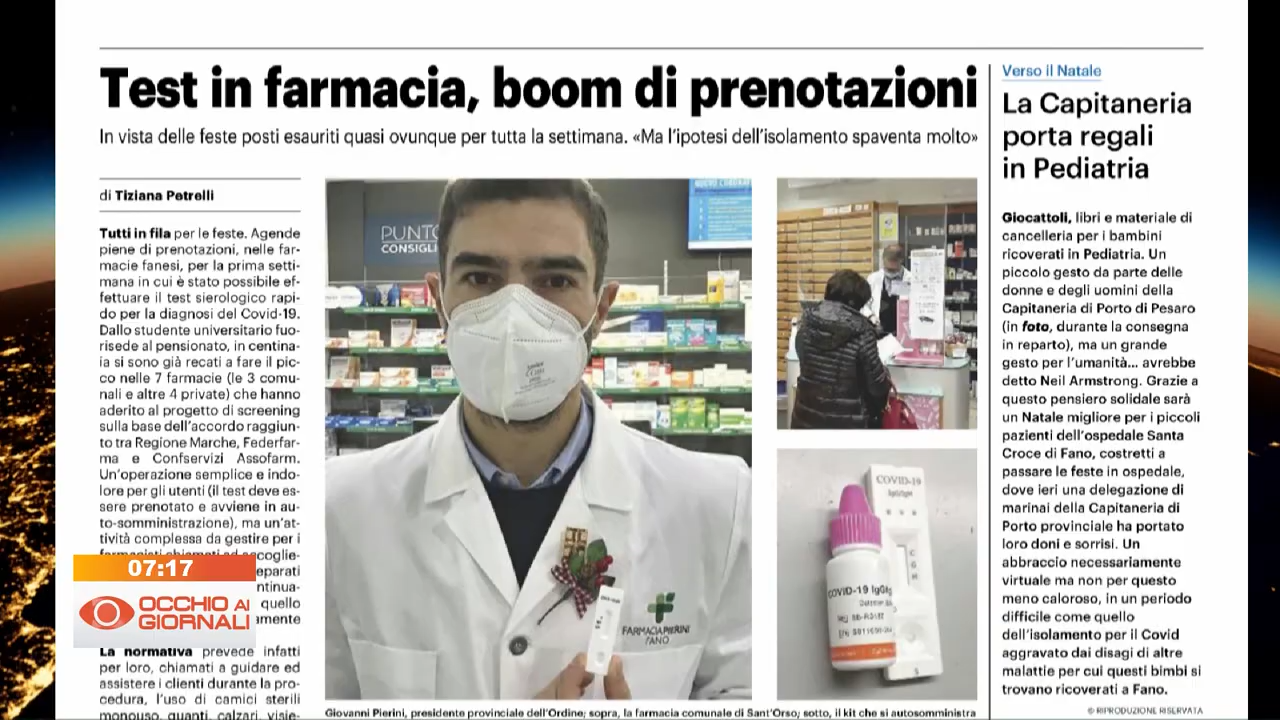 Test in farmacia, boom di prenotazioni
In vista delle feste posti esauriti quasi ovunque per tutta la settimana. «Ma l'ipotesi dell'isolamento spaventa molto»
di Tiziana Petrelli
Tutti in fila per le feste. Agende
piene di prenotazioni, nelle far-
macie fanesi, per la prima setti-
mana in cui è stato possibile ef-
fettuare il test sierologico rapi-
do per la diagnosi del Covid-19.
Dallo studente universitario fuo-
risede al pensionato, in centina-
ia si sono già recati a fare il pic-
co nelle 7 farmacie (le 3 comu-
nali e altre 4 private) che hanno
aderito al progetto di screening
sulla base dell'accordo raggiun-
to tra Regione Marche, Federfar-
ma e Confservizi Assofarm.
Un'operazione semplice e indo-
lore per gli utenti (il test deve es-
sere prenotato e avviene in au-
to-somministrazione), ma un'at-
tività complessa da gestire per i
farmacisti chiamati ad accoglie-
eparati
ntinua-
quello
amente
La normativa prevede infatti
per loro, chiamati a guidare ed
assistere i clienti durante la pro-
cedura, l'uso di camici sterili
monouso, guanti, calzari, visie-
PUNTO
CONSIGLI
FARMACIA PIERINI
FANO
COVID-19
COVID-19 IgG/Ig
Giovanni Pierini, presidente provinciale dell'Ordine; sopra, la farmacia comunale di Sant'Orso; sotto, il kit che si autosomministra
Verso il Natale
La Capitaneria
porta regali
in Pediatria
Giocattoli, libri e materiale di
cancelleria per i bambini
ricoverati in Pediatria. Un
piccolo gesto da parte delle
donne e degli uomini della
Capitaneria di Porto di Pesaro
(in foto, durante la consegna
in reparto), ma un grande
gesto per l'umanità... avrebbe
detto Neil Armstrong. Grazie a
questo pensiero solidale sarà
un Natale migliore per i piccoli
pazienti dell'ospedale Santa
Croce di Fano, costretti a
passare le feste in ospedale,
dove ieri una delegazione di
marinai della Capitaneria di
Porto provinciale ha portato
loro doni e sorrisi. Un
abbraccio necessariamente
virtuale ma non per questo
meno caloroso, in un periodo
difficile come quello
dell'isolamento per il Covid
aggravato dai disagi di altre
malattie per cui questi bimbi si
trovano ricoverati a Fano.
© RIPRODUZIONE RISERVATA
07:17
OCCHIO AI
GIORNALI